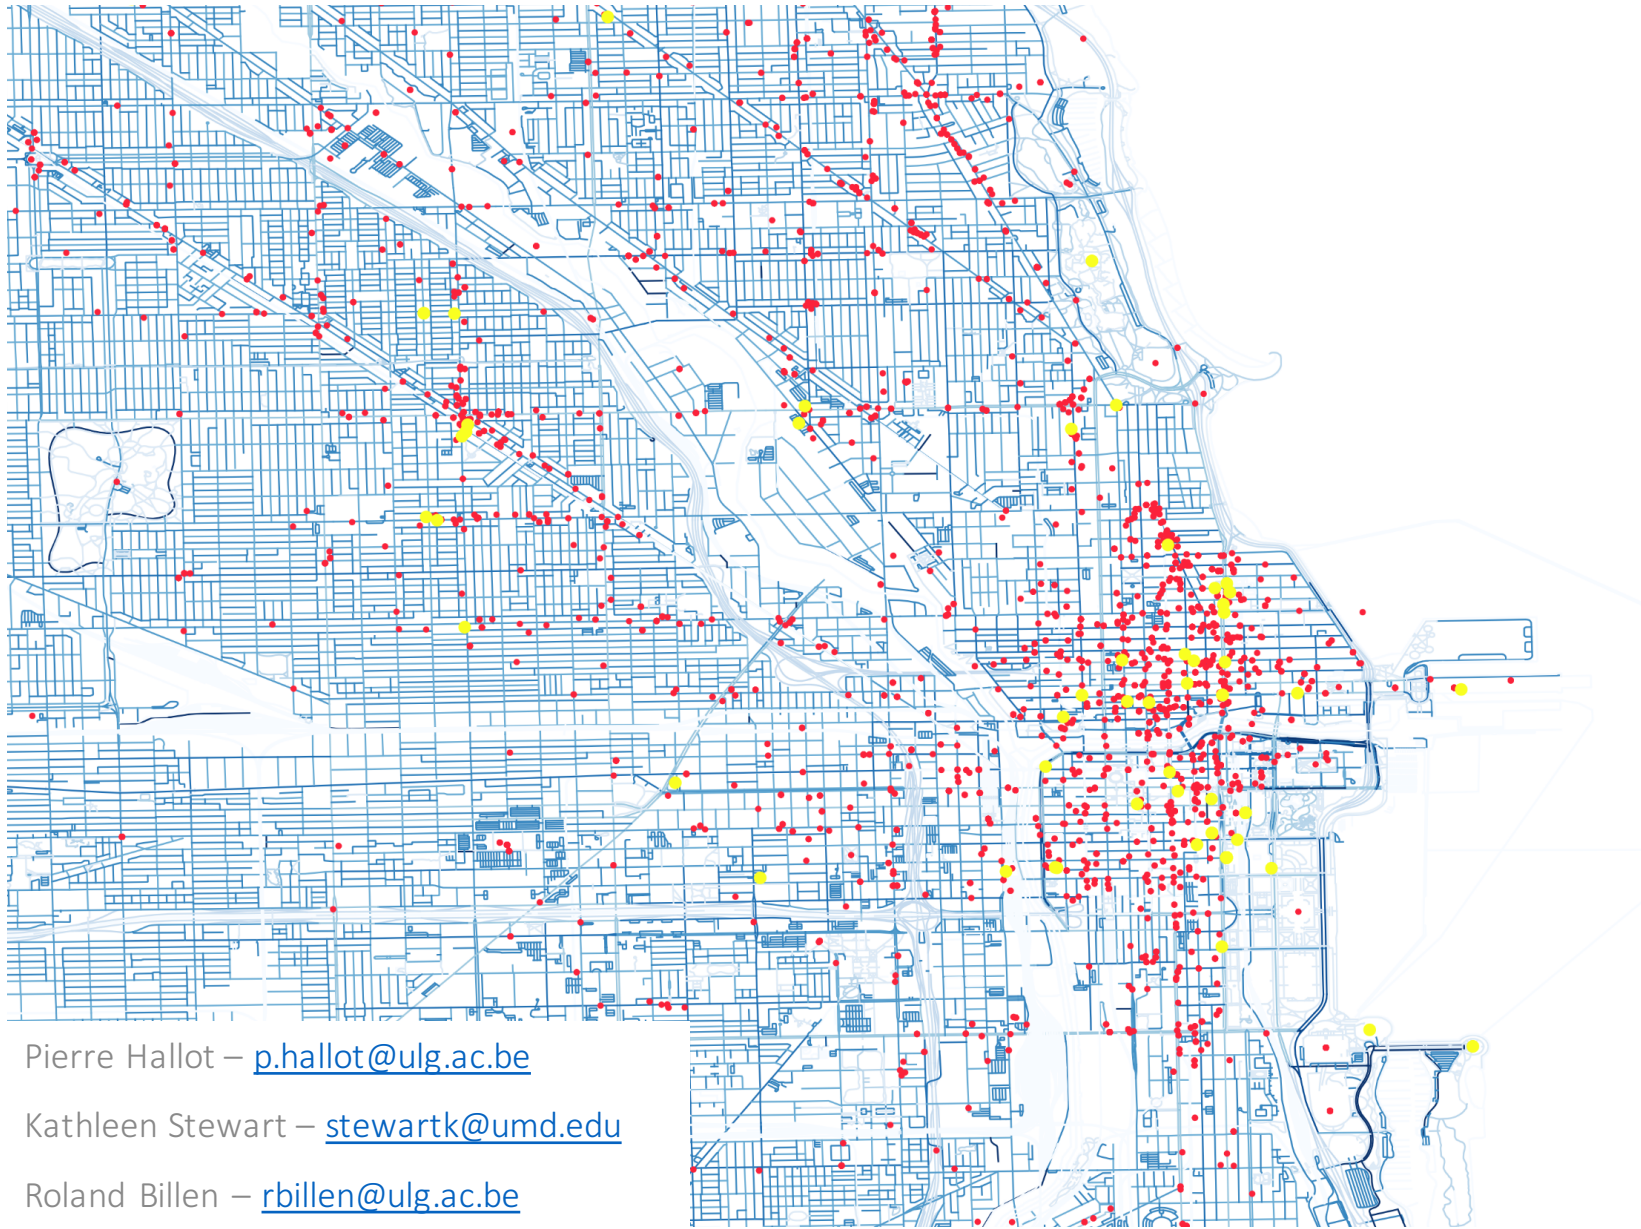 Pierre Hallot – p.hallot@ulg.ac.be
Kathleen Stewart – stewartk@umd.edu
Roland Billen – rbillen@ulg.ac.be